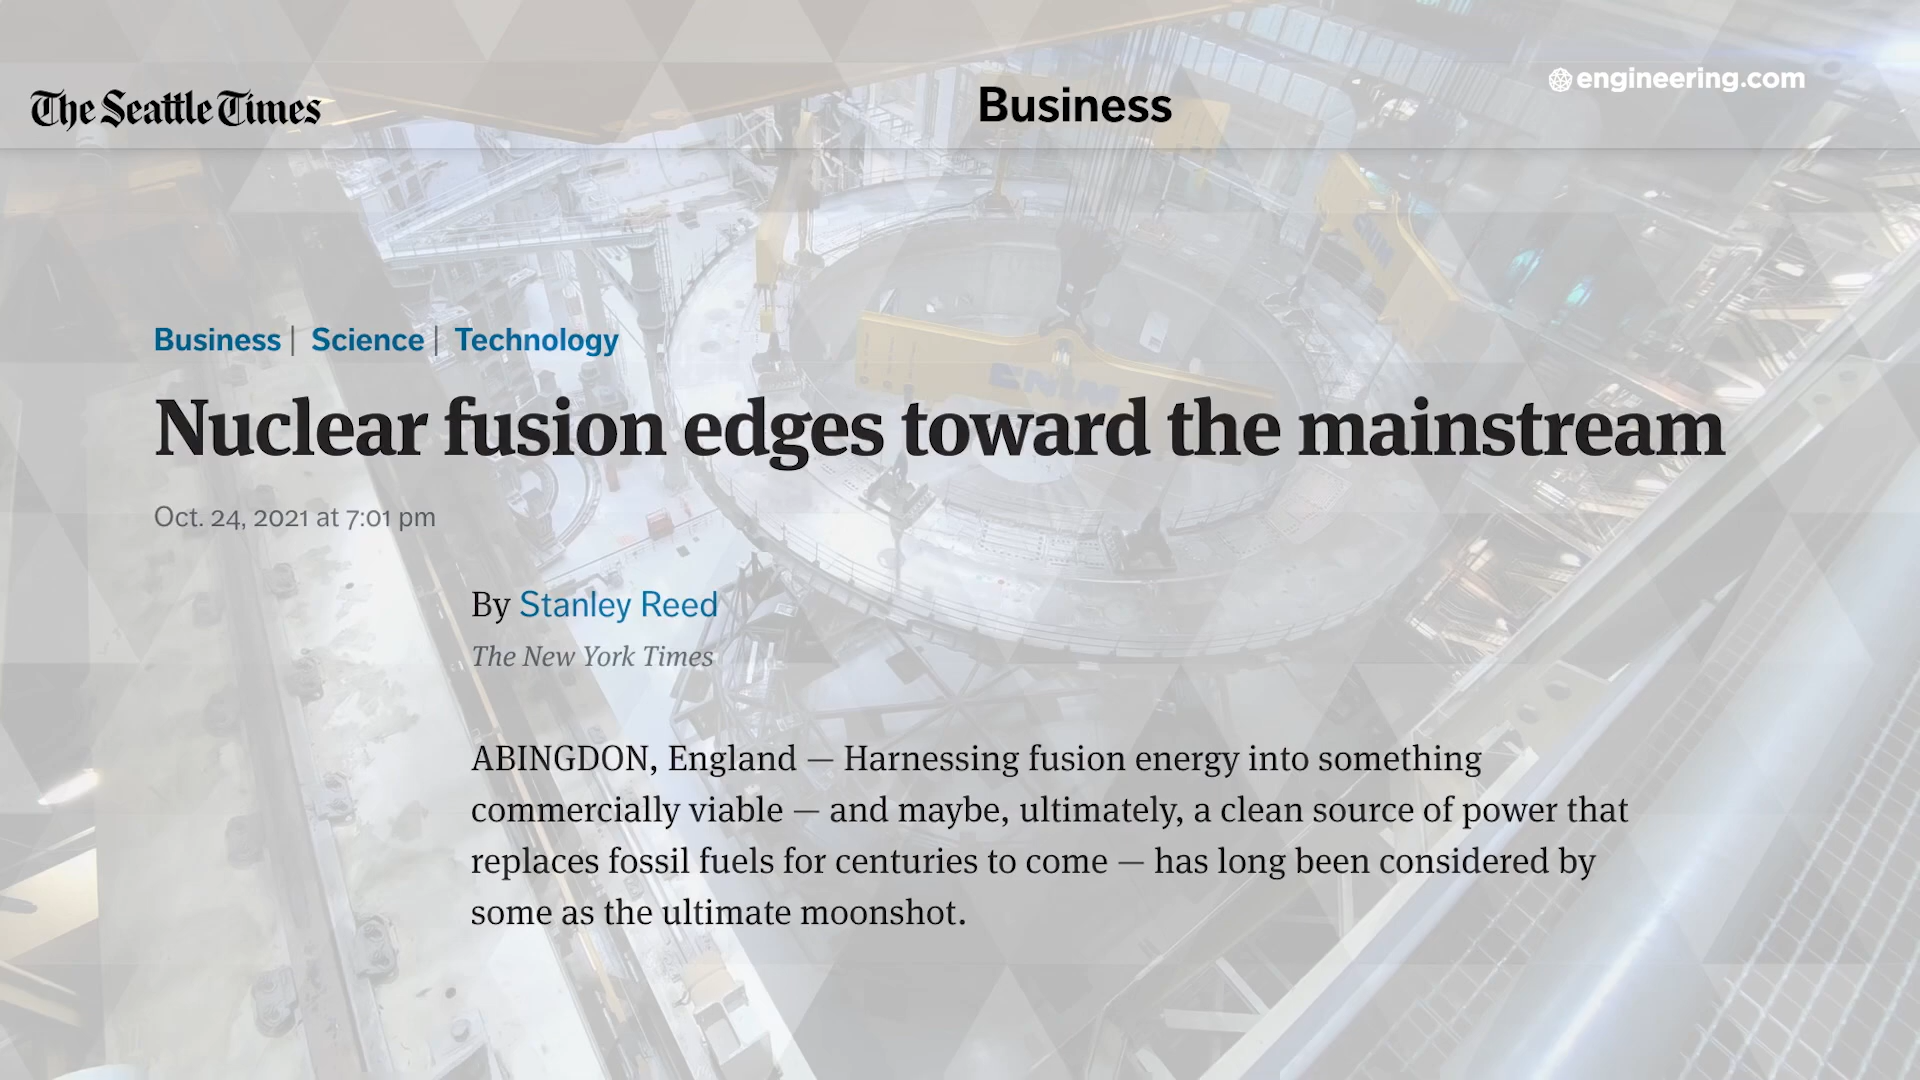 The Seattle Times
Business
engineering.com
Business | Science | Technology
Nuclear fusion edges toward the mainstream
Oct. 24, 2021 at 7:01 pm
By Stanley Reed
The New York Times
ABINGDON, England — Harnessing fusion energy into something
commercially viable — and maybe, ultimately, a clean source of power that
replaces fossil fuels for centuries to come — has long been considered by
some as the ultimate moonshot.
CNIM
CNIM